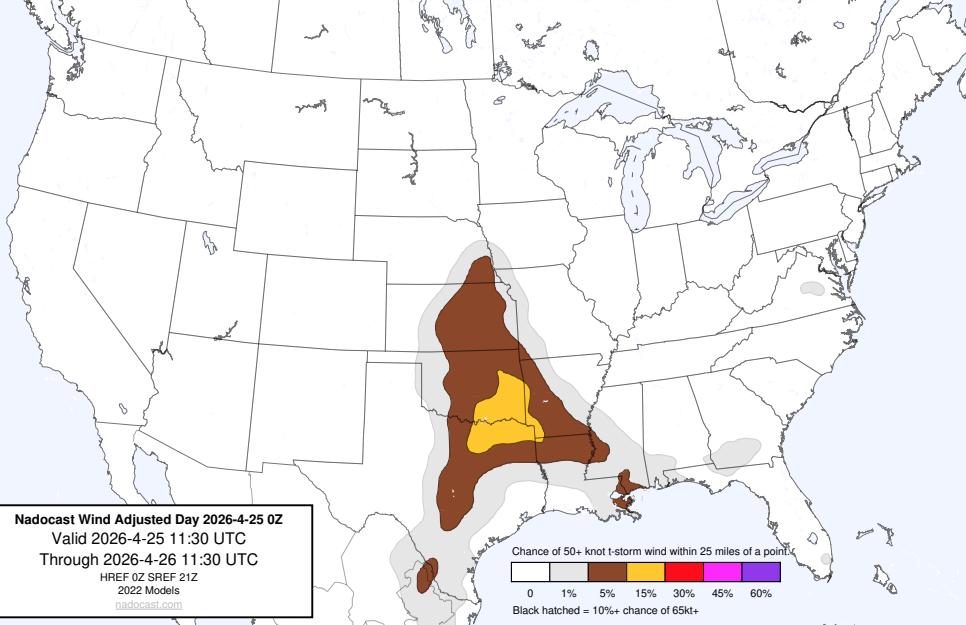 Nadocast Wind Adjusted Day 2026-4-25 0Z
Valid 2026-4-25 11:30 UTC
Through 2026-4-26 11:30 UTC
HREF 0Z SREF 21Z
2022 Models
nadocast.com
Chance of 50+ knot t-storm wind within 25 miles of a point.
0 1% 5% 15% 30% 45% 60%
Black hatched = 10%+ chance of 65kt+